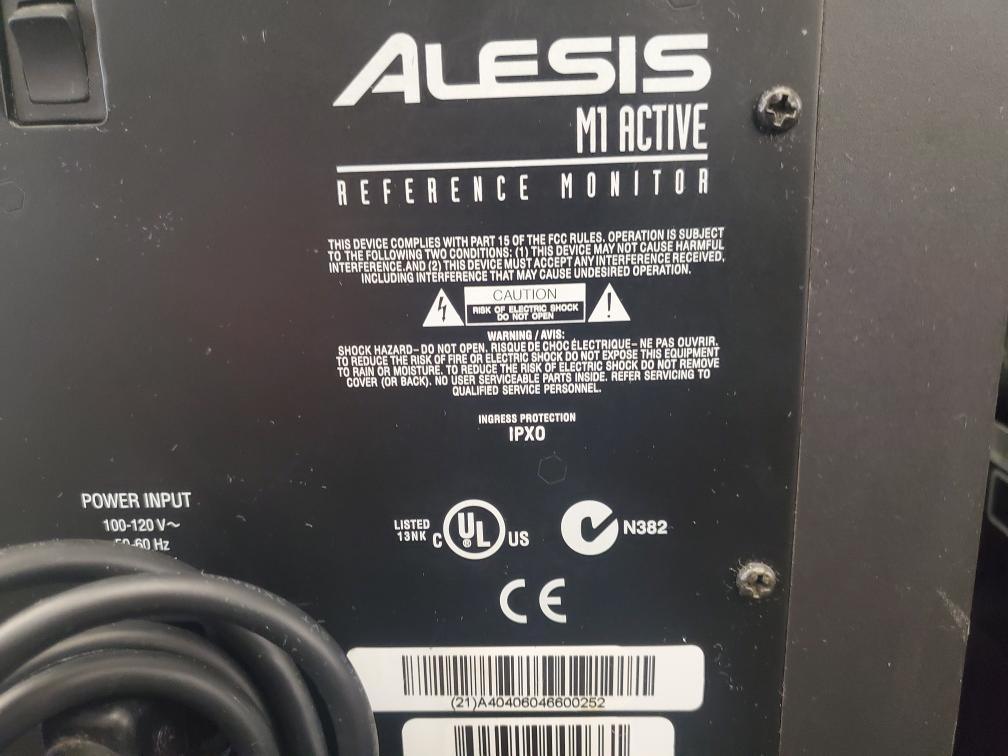 ALESIS
M1 ACTIVE
REFERENCE MONITOR
THIS DEVICE COMPLIES WITH PART 15 OF THE FCC RULES. OPERATION IS SUBJECT
TO THE FOLLOWING TWO CONDITIONS: (1) THIS DEVICE MAY NOT CAUSE HARMFUL
INTERFERENCE.AND (2) THIS DEVICE MUST ACCEPT ANY INTERFERENCE RECEIVED,
INCLUDING INTERFERENCE THAT MAY CAUSE UNDESIRED OPERATION.
CAUTION
RISK OF ELECTRIC SHOCK
DO NOT OPEN
WARNING / AVIS:
SHOCK HAZARD-DO NOT OPEN. RISQUE DE CHOC ÉLECTRIQUE- NE PAS OUVRIR.
TO REDUCE THE RISK OF FIRE OR ELECTRIC SHOCK DO NOT EXPOSE THIS EQUIPMENT
TO RAIN OR MOISTURE. TO REDUCE THE RISK OF ELECTRIC SHOCK DO NOT REMOVE
COVER (OR BACK). NO USER SERVICEABLE PARTS INSIDE. REFER SERVICING TO
QUALIFIED SERVICE PERSONNEL.
INGRESS PROTECTION
IPX0
POWER INPUT
100-120 V~
50-60 Hz
LISTED
13NK
C UL ® US
N382
CE
(21)A40406046600252